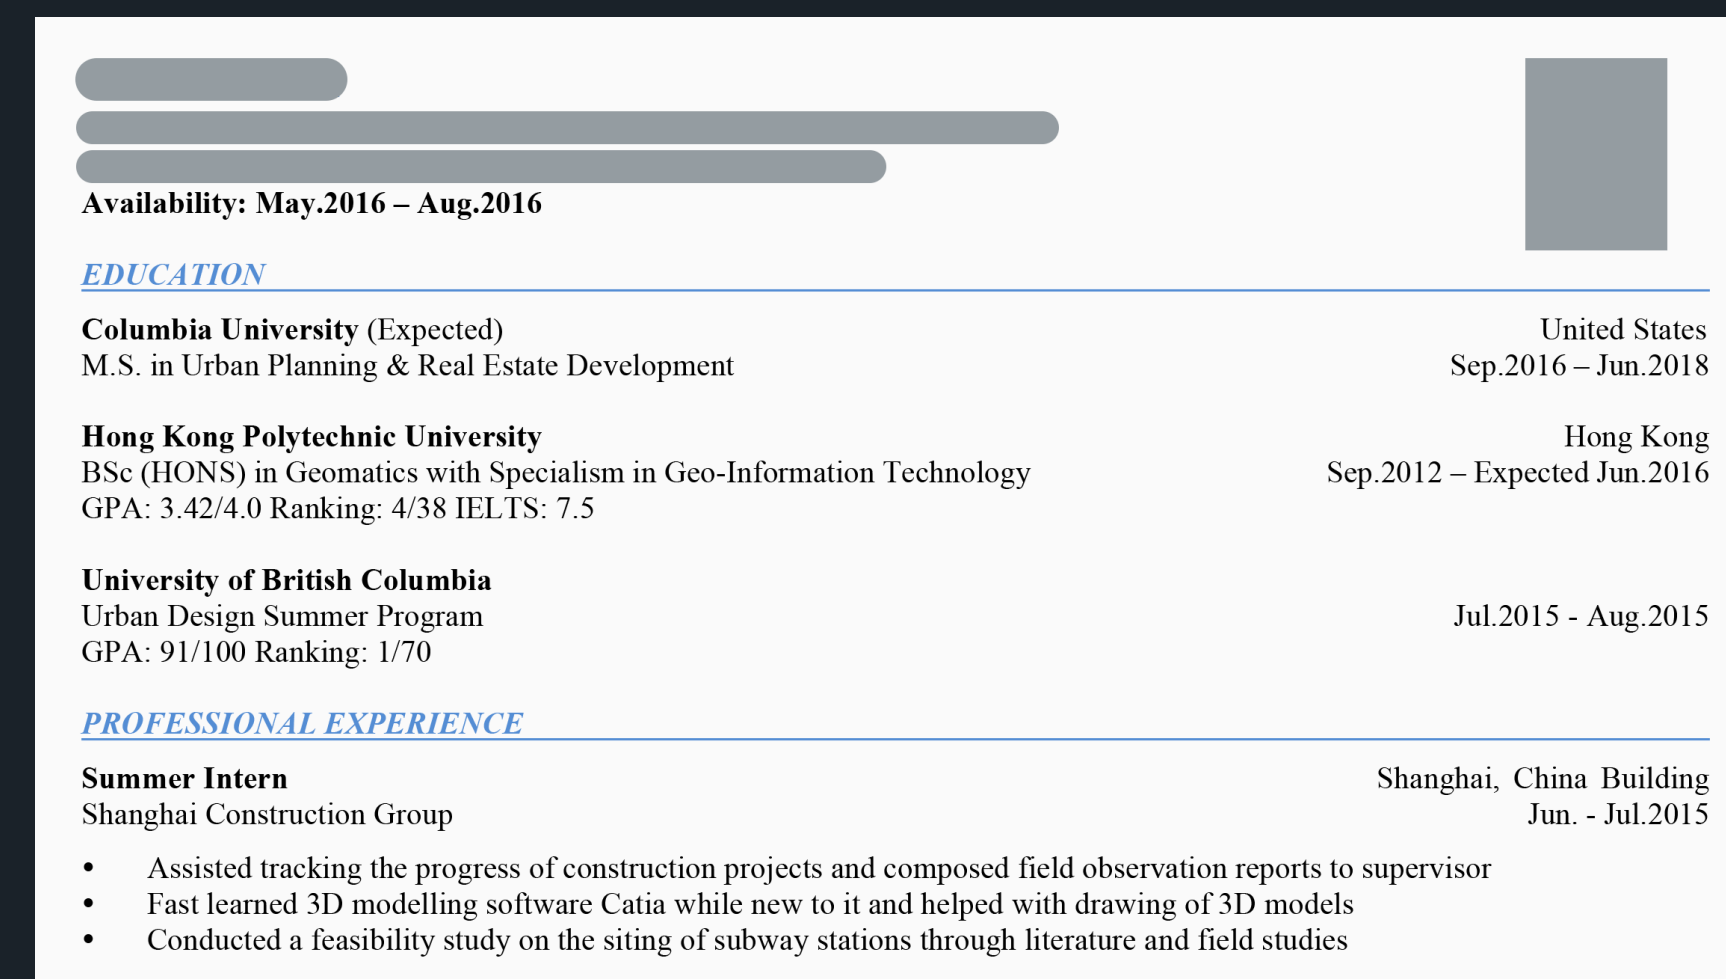 Availability: May.2016 – Aug.2016
EDUCATION
Columbia University (Expected) United States
M.S. in Urban Planning & Real Estate Development Sep.2016 – Jun.2018
Hong Kong Polytechnic University Hong Kong
BSc (HONS) in Geomatics with Specialism in Geo-Information Technology Sep.2012 – Expected Jun.2016
GPA: 3.42/4.0 Ranking: 4/38 IELTS: 7.5
University of British Columbia
Urban Design Summer Program Jul.2015 - Aug.2015
GPA: 91/100 Ranking: 1/70
PROFESSIONAL EXPERIENCE
Summer Intern Shanghai, China Building
Shanghai Construction Group Jun. - Jul.2015
• Assisted tracking the progress of construction projects and composed field observation reports to supervisor
• Fast learned 3D modelling software Catia while new to it and helped with drawing of 3D models
• Conducted a feasibility study on the siting of subway stations through literature and field studies